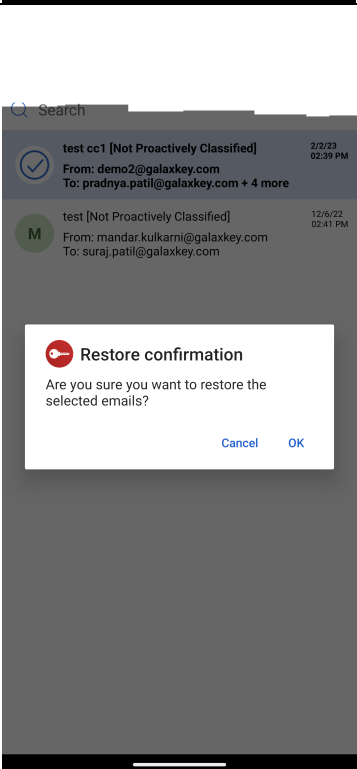 Search
test cc1 [Not Proactively Classified]
2/2/23
02:39 PM
From: demo2@galaxkey.com
To: pradnya.patil@galaxkey.com + 4 more
M
test [Not Proactively Classified]
12/6/22
02:41 PM
From: mandar.kulkarni@galaxkey.com
To: suraj.patil@galaxkey.com
Restore confirmation
Are you sure you want to restore the
selected emails?
Cancel OK